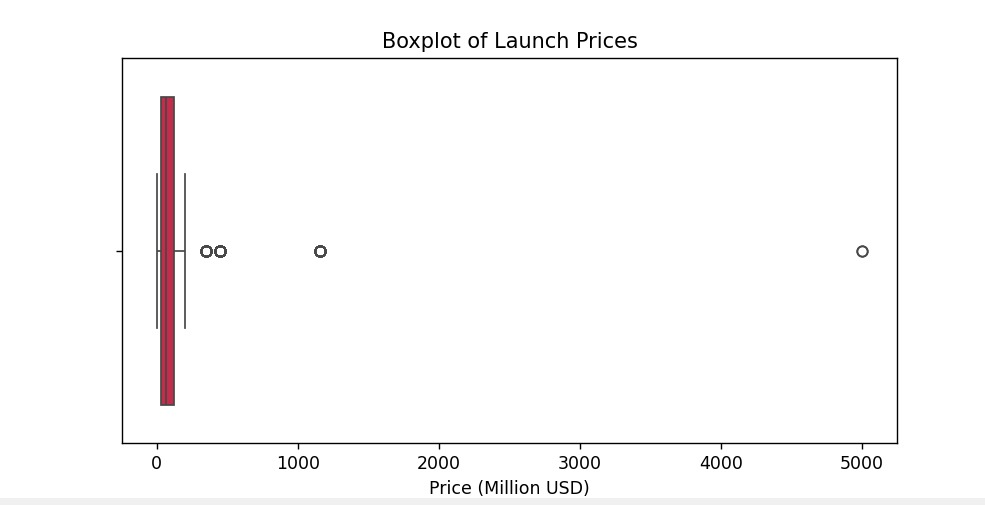 Boxplot of Launch Prices
0 1000 2000 3000 4000 5000
Price (Million USD)